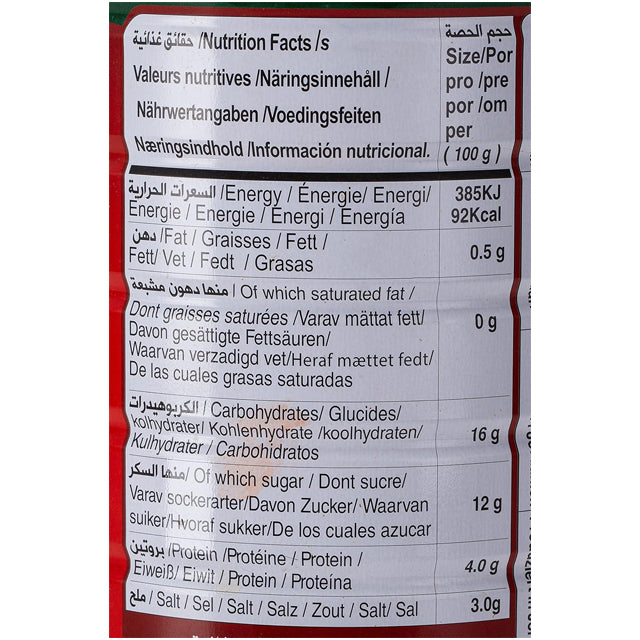 حقائق غذائية /Nutrition Facts /s
Valeurs nutritives /Näringsinnehåll /
Nährwertangaben /Voedingsfeiten
Næringsindhold /Información nutricional.
حجم الحصة
Size/Por
pro /pre
por /om
per
( 100 g )
السعرات الحرارية /Energy / Énergie/ Energi/
Energie / Energie / Energi / Energía
385KJ
92Kcal
دهن /Fat / Graisses / Fett /
Fett/ Vet / Fedt / Grasas
0.5 g
منها دهون مشبعة / Of which saturated fat /
Dont graisses saturées /Varav mättat fett/
Davon gesättigte Fettsäuren/
Waarvan verzadigd vet/Heraf mættet fedt/
De las cuales grasas saturadas
0 g
الكربوهيدرات / Carbohydrates/ Glucides/
kolhydrater/ Kohlenhydrate /koolhydraten/
Kulhydrater / Carbohidratos
16 g
منها السكر/ Of which sugar / Dont sucre/
Varav sockerarter/Davon Zucker/Waarvan
suiker/Hvoraf sukker/De los cuales azucar
12 g
بروتين /Protein /Protéine / Protein /
Eiweiß/ Eiwit / Protein / Proteína
4.0 g
ملح / Salt / Sel / Salt / Salz / Zout / Salt/ Sal
3.0g